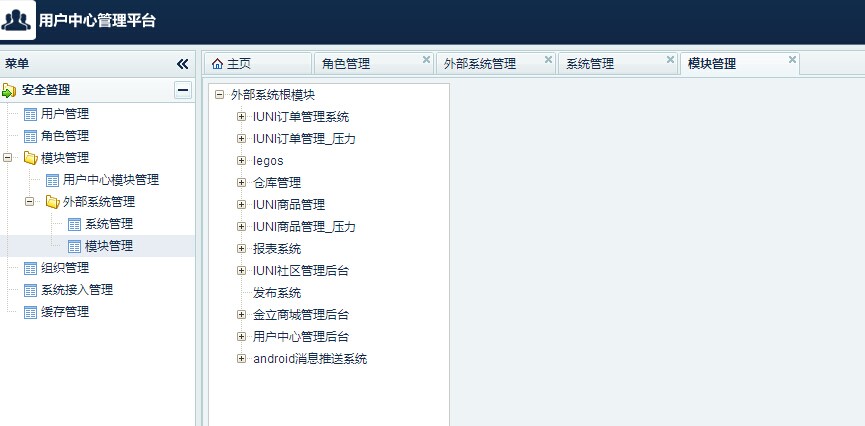 用户中心管理平台
菜单
主页
角色管理
外部系统管理
系统管理
模块管理
安全管理
用户管理
角色管理
模块管理
用户中心模块管理
外部系统管理
系统管理
模块管理
组织管理
系统接入管理
缓存管理
外部系统根模块
IUNI订单管理系统
IUNI订单管理_压力
legos
仓库管理
IUNI商品管理
IUNI商品管理_压力
报表系统
IUNI社区管理后台
发布系统
金立商城管理后台
用户中心管理后台
android消息推送系统